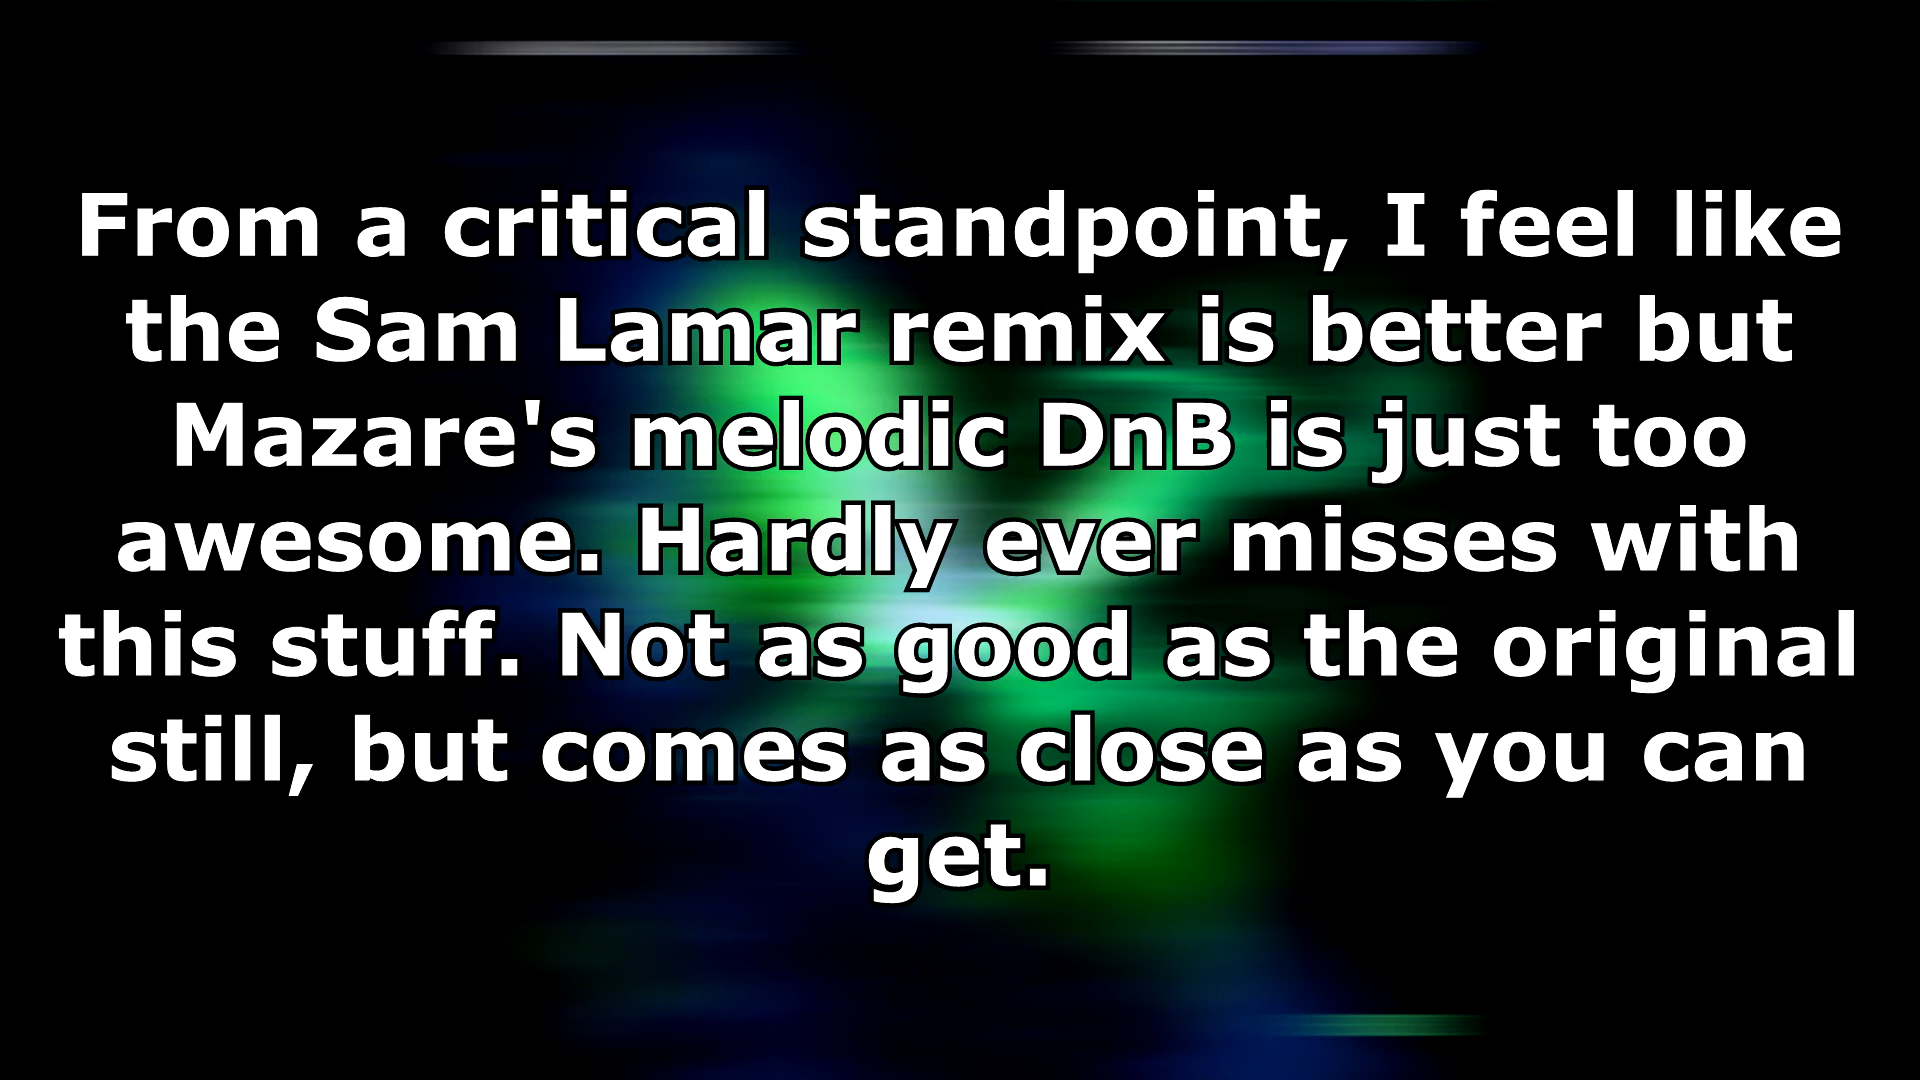 From a critical standpoint, I feel like
the Sam Lamar remix is better but
Mazare's melodic DnB is just too
awesome. Hardly ever misses with
this stuff. Not as good as the original
still, but comes as close as you can
get.